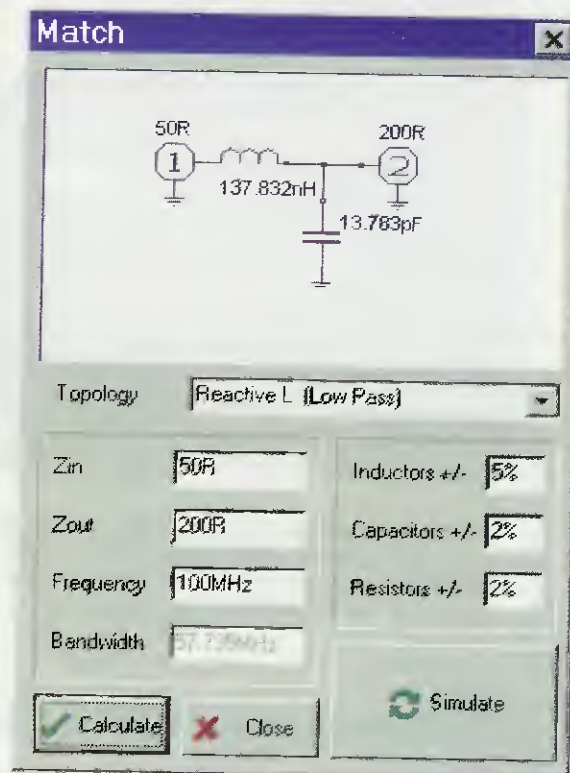 Match
50R
200R
1
2
137.832nH
13.783pF
Topology Reactive L (Low Pass)
Zin 50R
Inductors +/- 5%
Zout 200R
Capacitors +/- 2%
Frequency 100MHz
Resistors +/- 2%
Bandwidth
Calculate
Close
Simulate